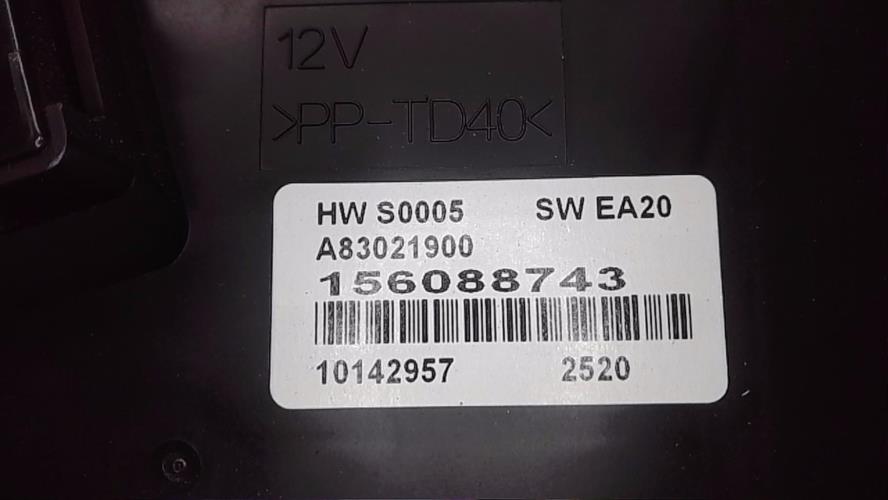 12V
>PP-TD40<
HW S0005 SW EA20
A83021900
156088743
10142957 2520